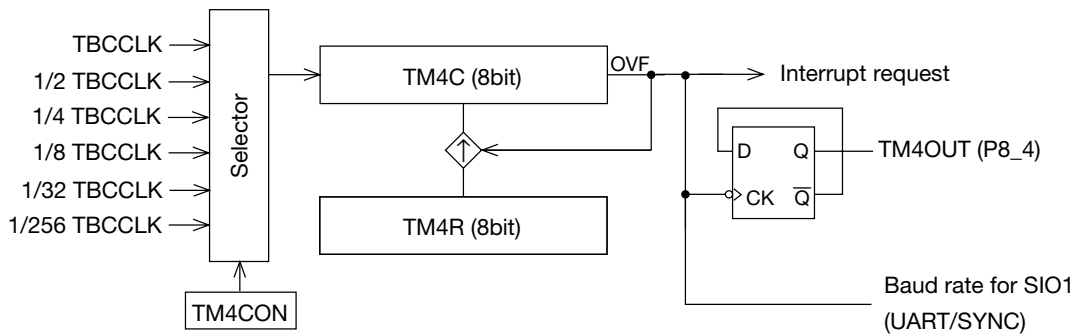 TBCCLK
1/2 TBCCLK
1/4 TBCCLK
1/8 TBCCLK
1/32 TBCCLK
1/256 TBCCLK
Selector
TM4CON
TM4C (8bit)
OVF
TM4R (8bit)
Interrupt request
D Q
CK Q
TM4OUT (P8_4)
Baud rate for SIO1
(UART/SYNC)